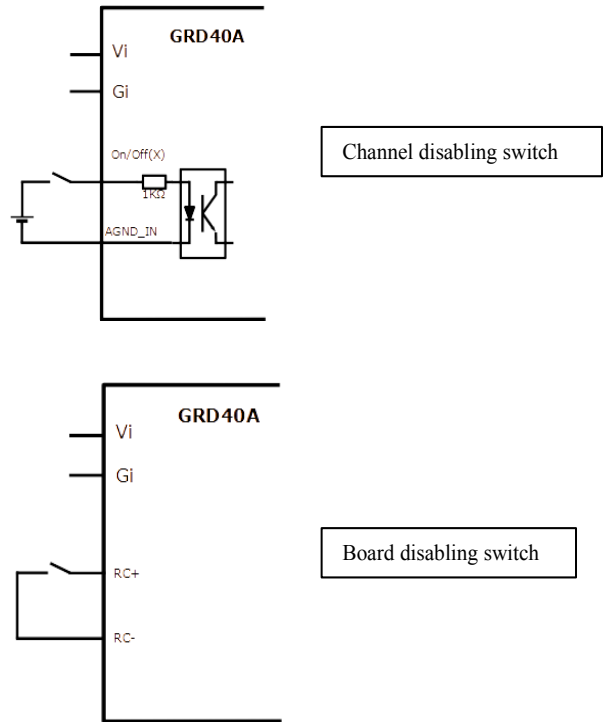 GRD40A
Vi
Gi
On/Off(X)
1KΩ
AGND_IN
Channel disabling switch
GRD40A
Vi
Gi
RC+
RC-
Board disabling switch